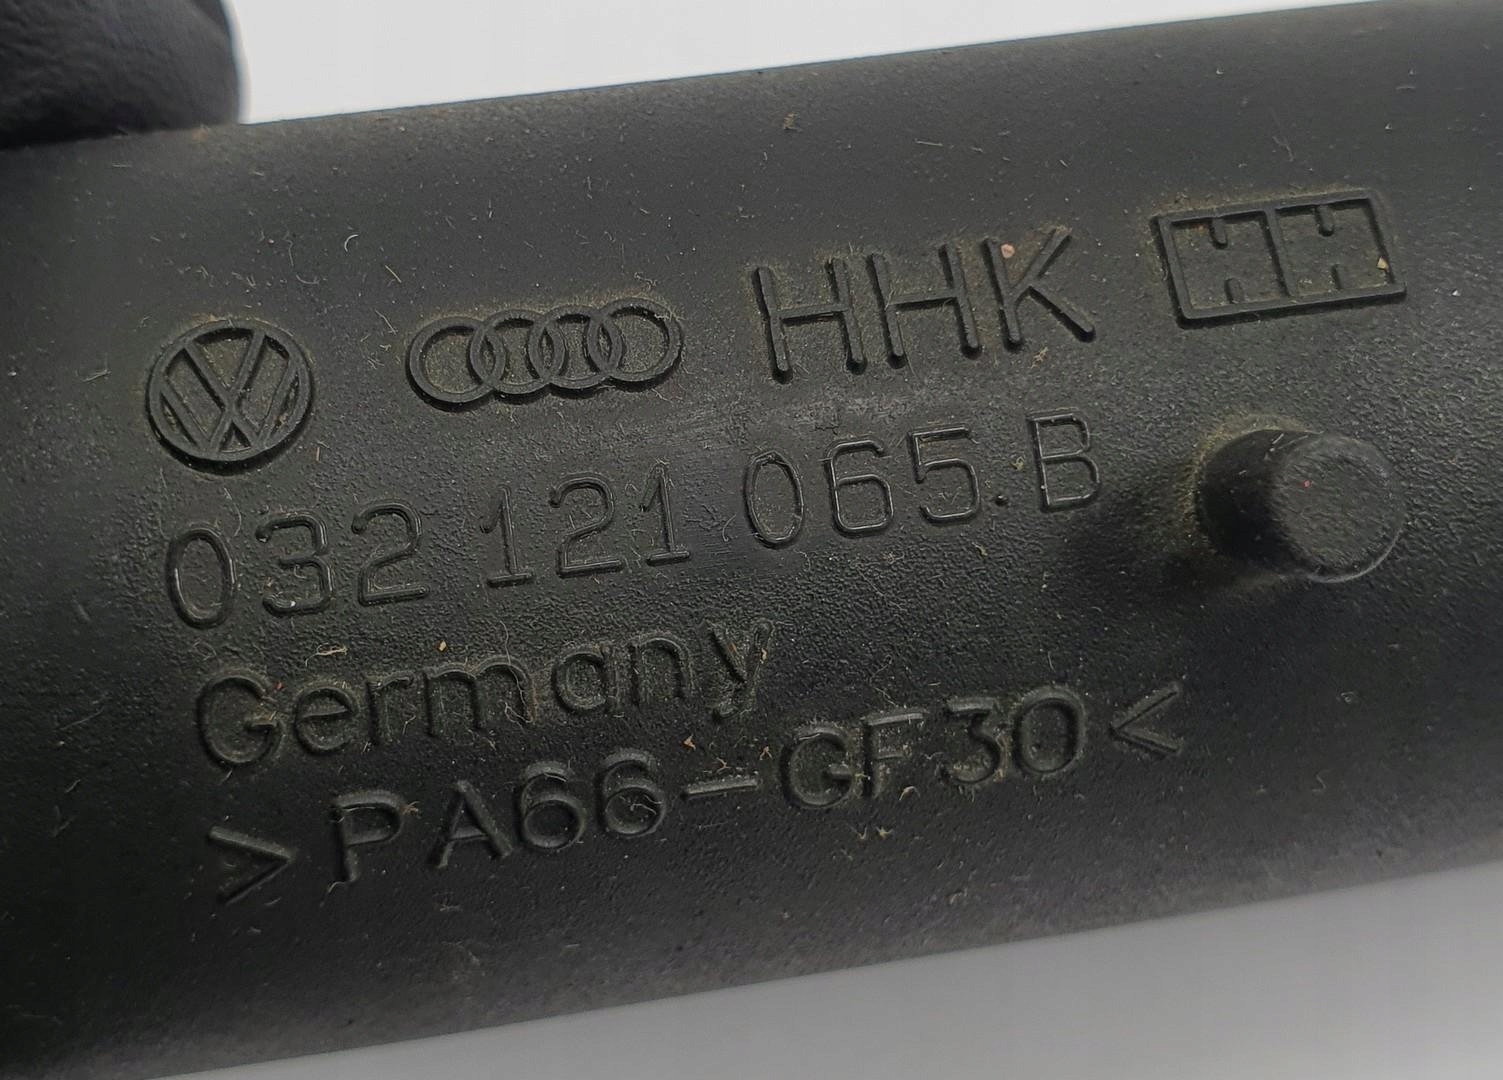 HHK HH
032 121 065 B
Germany
>PA66-GF30<